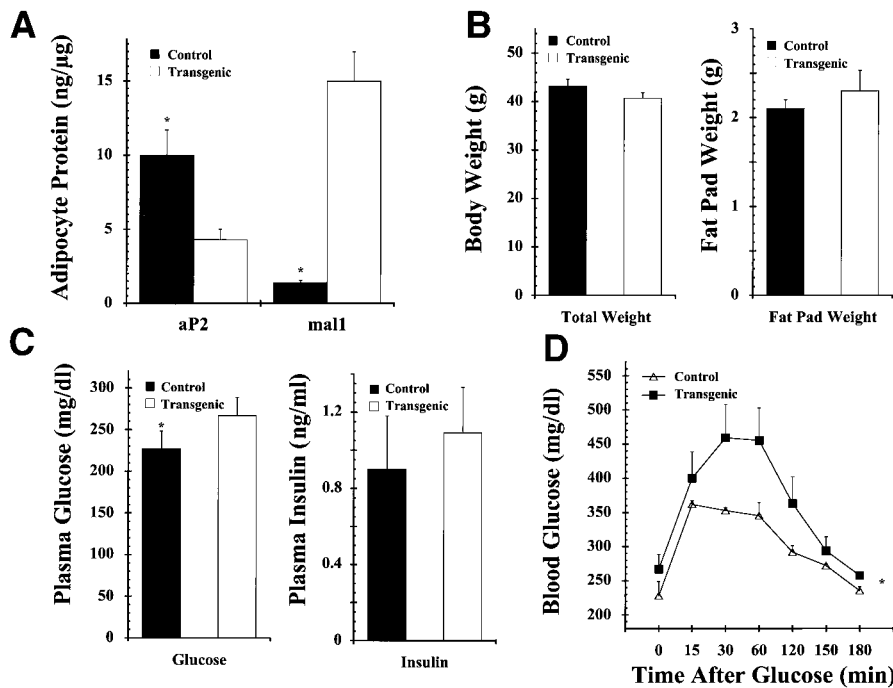 A
Control
Transgenic
Adipocyte Protein (ng/µg)
15
10
5
0
*
*
aP2
mal1
B
Control
Transgenic
Body Weight (g)
50
40
30
20
10
0
Total Weight
Control
Transgenic
Fat Pad Weight (g)
3
2
1
0
Fat Pad Weight
C
Control
Transgenic
Plasma Glucose (mg/dl)
300
250
200
150
100
50
0
*
Glucose
Control
Transgenic
Plasma Insulin (ng/ml)
1.2
0.8
0.4
0
Insulin
D
Control
Transgenic
Blood Glucose (mg/dl)
550
500
450
400
350
300
250
200
*
0 15 30 60 120 150 180
Time After Glucose (min)